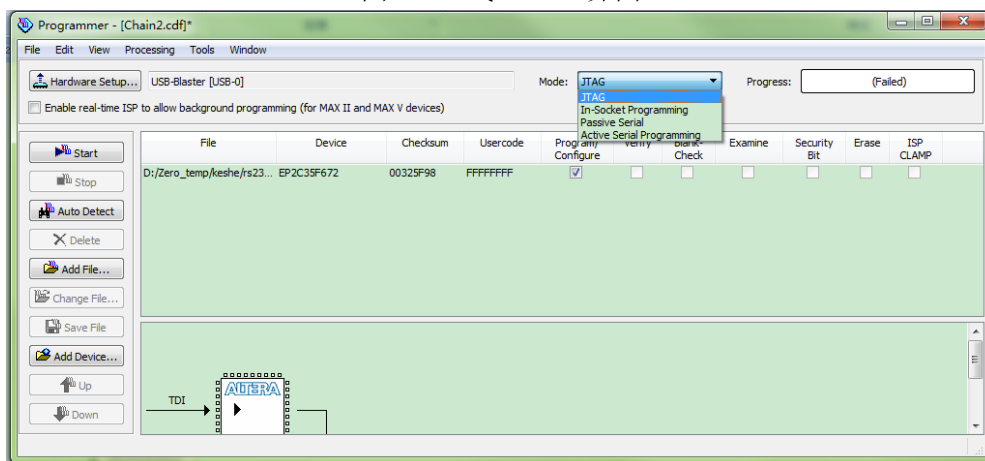 Programmer - [Chain2.cdf]*
File Edit View Processing Tools Window
Hardware Setup... USB-Blaster [USB-0] Mode: JTAG Progress: (Failed)
JTAG
In-Socket Programming
Passive Serial
Active Serial Programming
Enable real-time ISP to allow background programming (for MAX II and MAX V devices)
File Device Checksum Usercode Program/ Configure Verify Blank- Check Examine Security Bit Erase ISP CLAMP
D:/Zero_temp/keshe/rs23... EP2C35F672 00325F98 FFFFFFFF
Start
Stop
Auto Detect
Delete
Add File...
Change File...
Save File
Add Device...
Up
Down
ALTERA
TDI